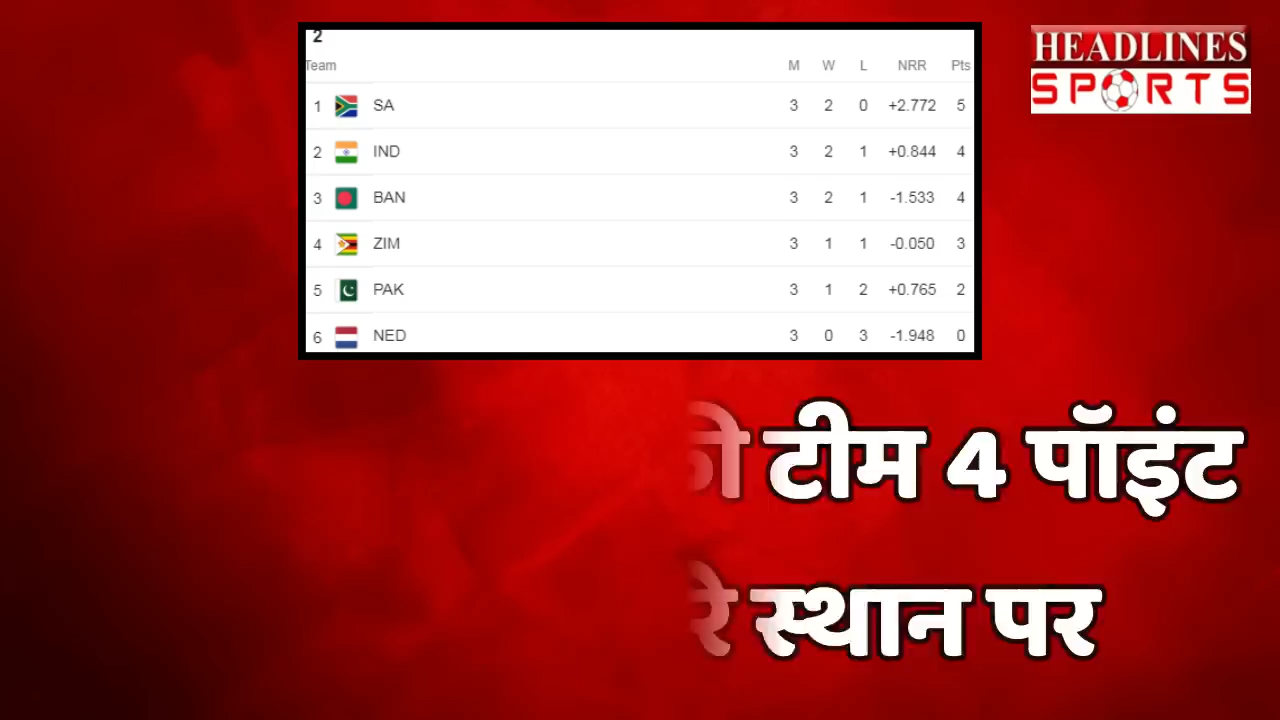 2
Team M W L NRR Pts
1 SA 3 2 0 +2.772 5
2 IND 3 2 1 +0.844 4
3 BAN 3 2 1 -1.533 4
4 ZIM 3 1 1 -0.050 3
5 PAK 3 1 2 +0.765 2
6 NED 3 0 3 -1.948 0
HEADLINES
SPORTS
टीम 4 पॉइंट
स्थान पर